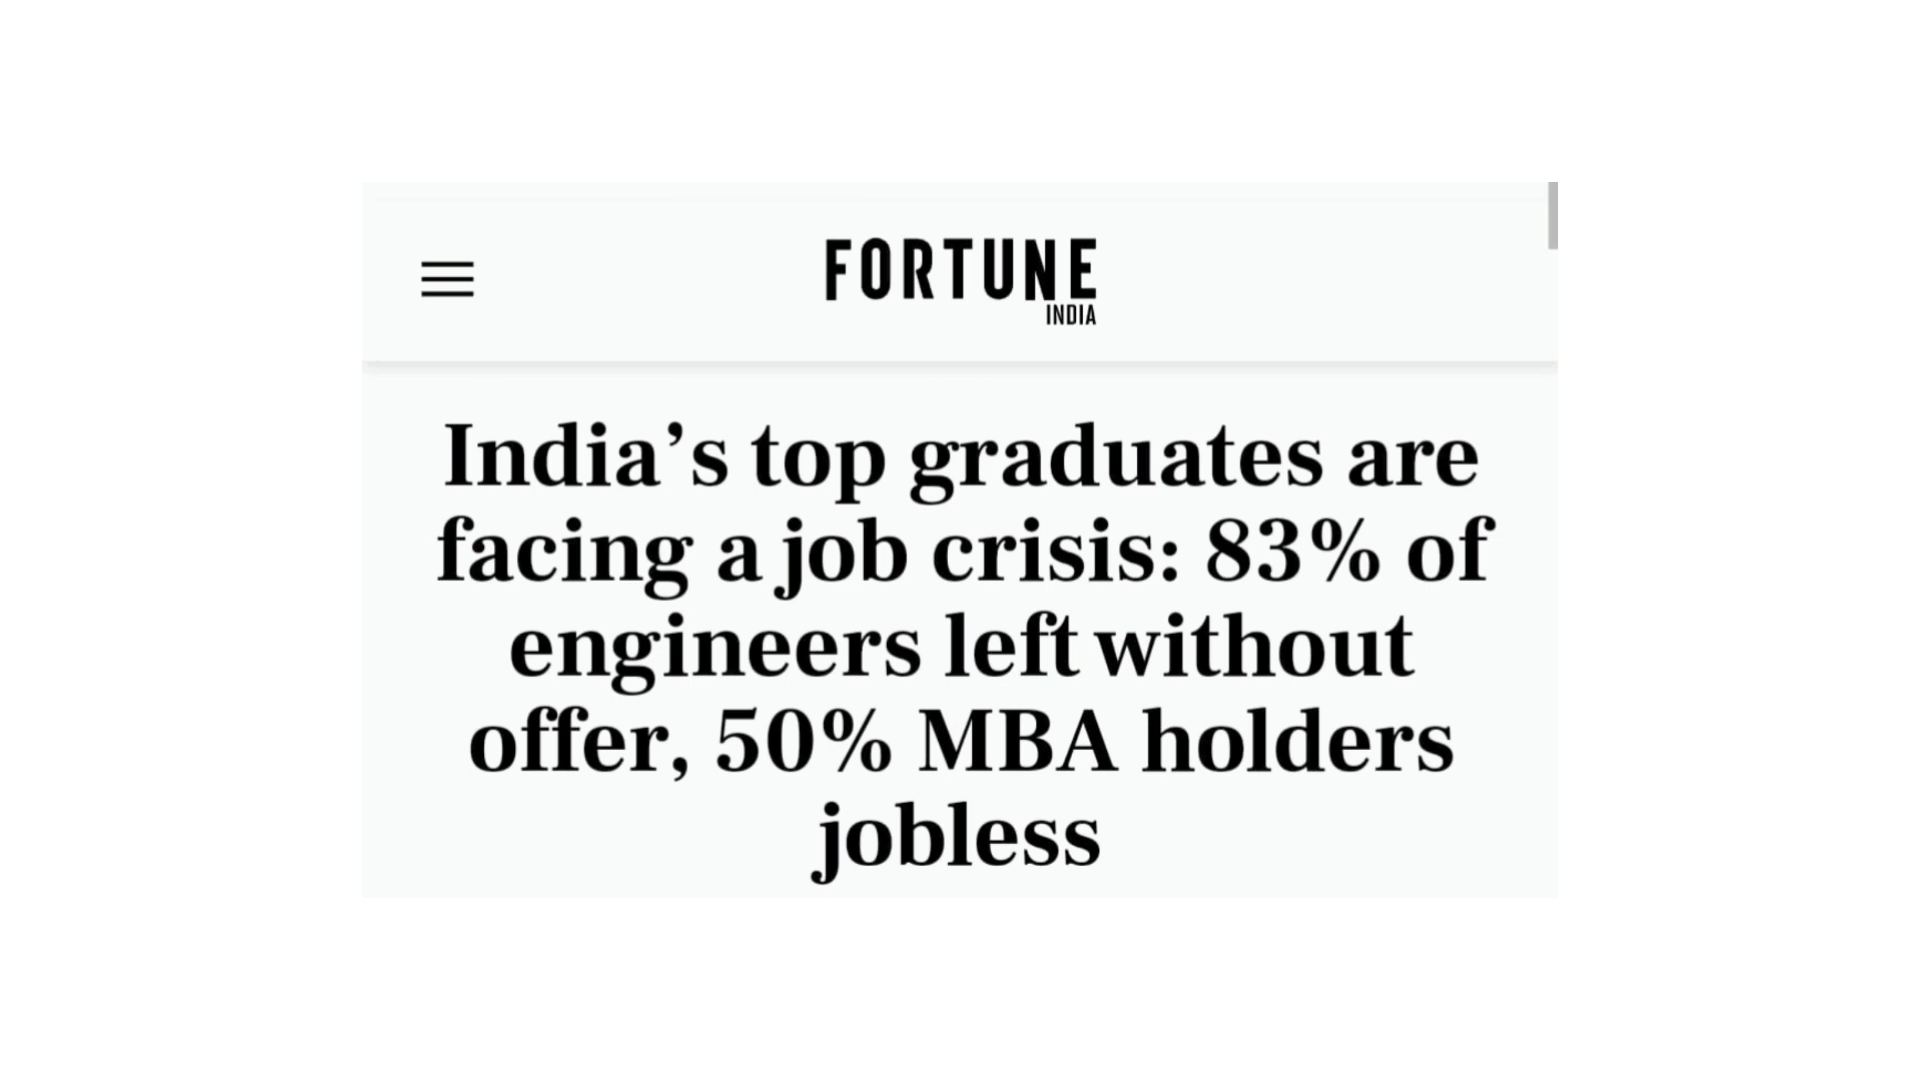 FORTUNE
INDIA
India’s top graduates are
facing a job crisis: 83% of
engineers left without
offer, 50% MBA holders
jobless